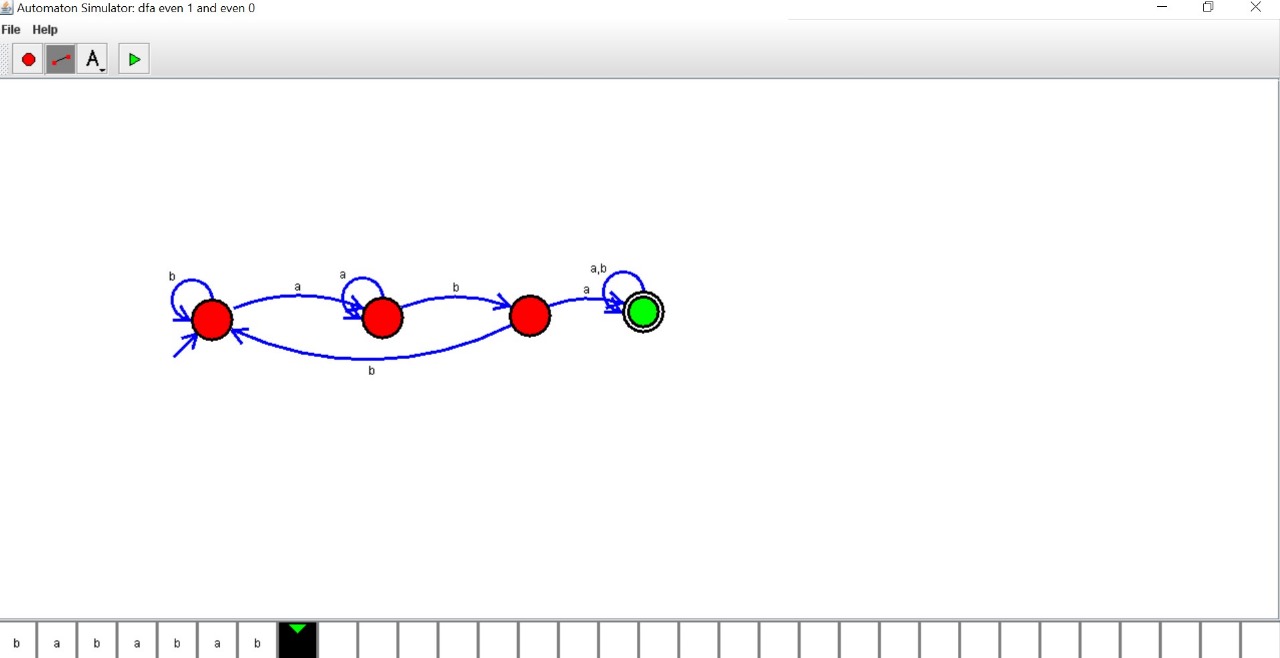 Automaton Simulator: dfa even 1 and even 0
File Help
A
a,b
b a a b a
b
b a b a b a b